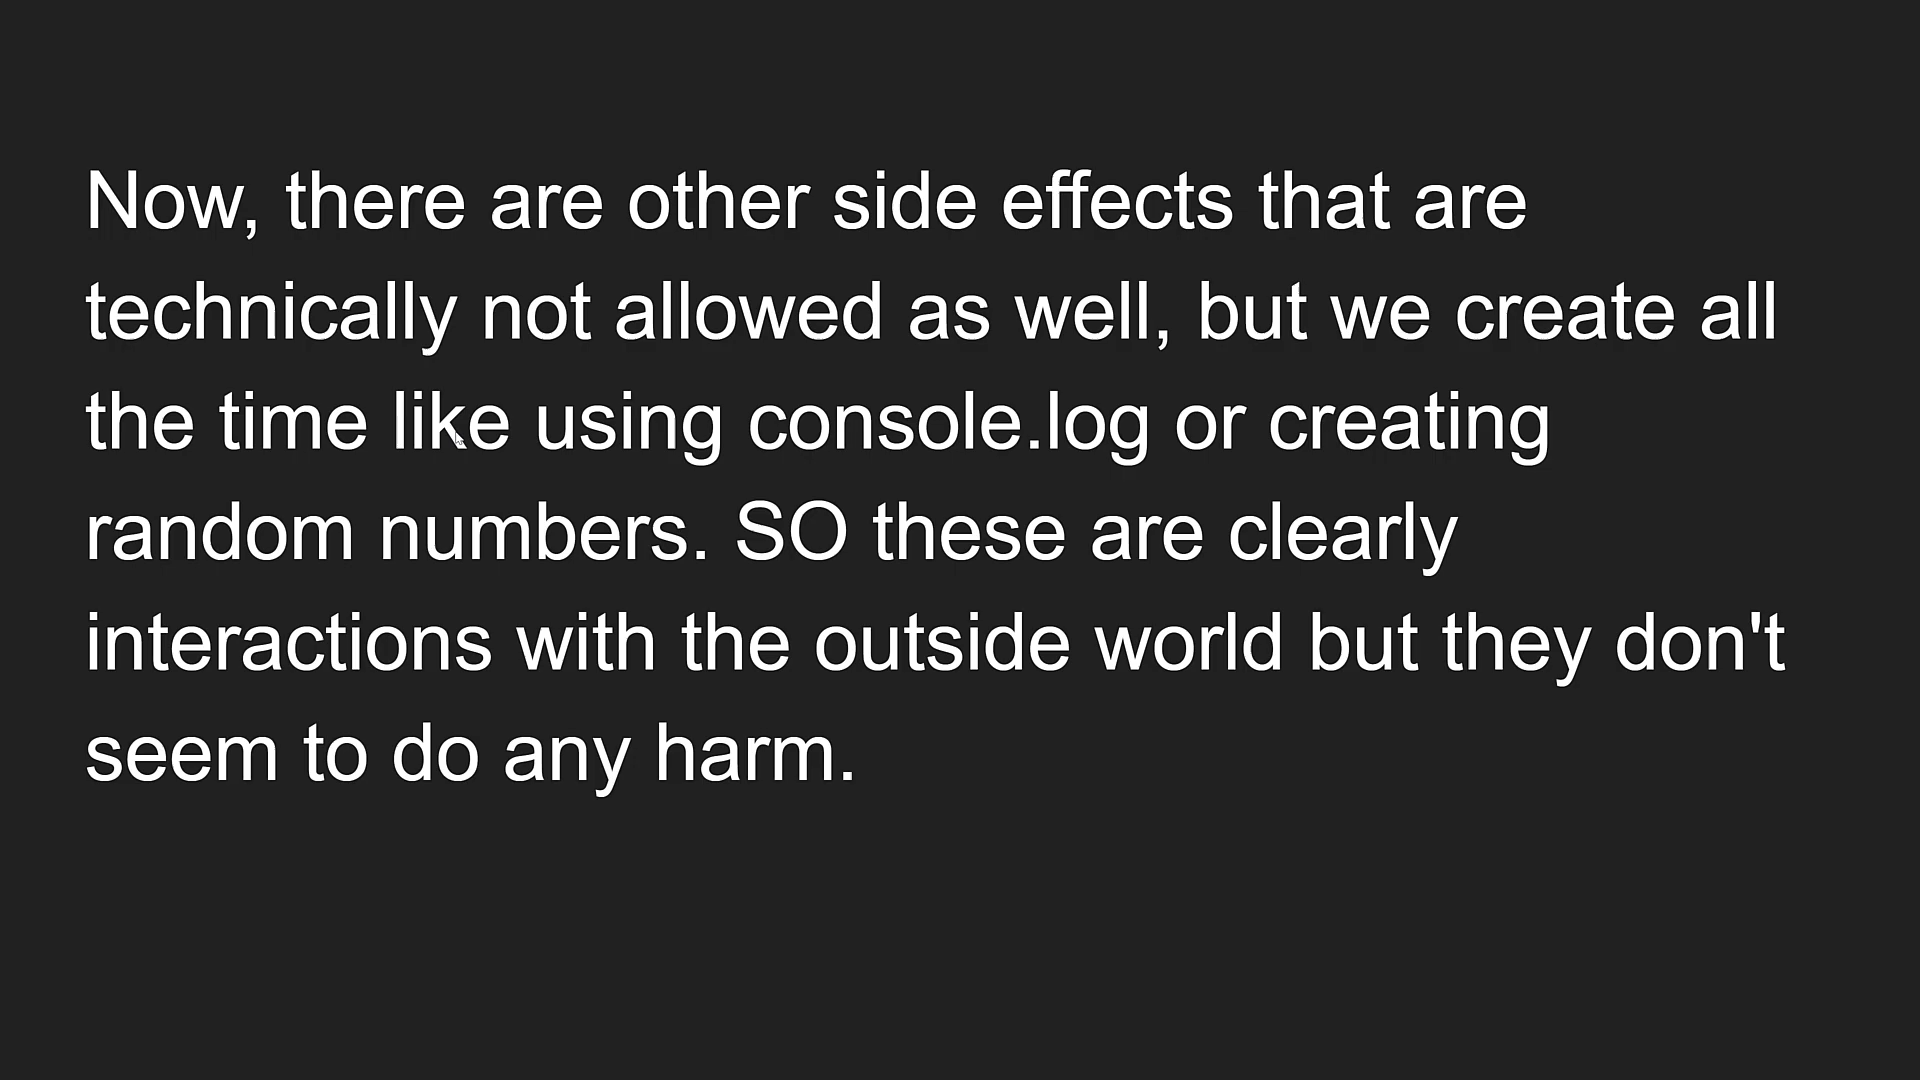 Now, there are other side effects that are
technically not allowed as well, but we create all
the time like using console.log or creating
random numbers. SO these are clearly
interactions with the outside world but they don't
seem to do any harm.